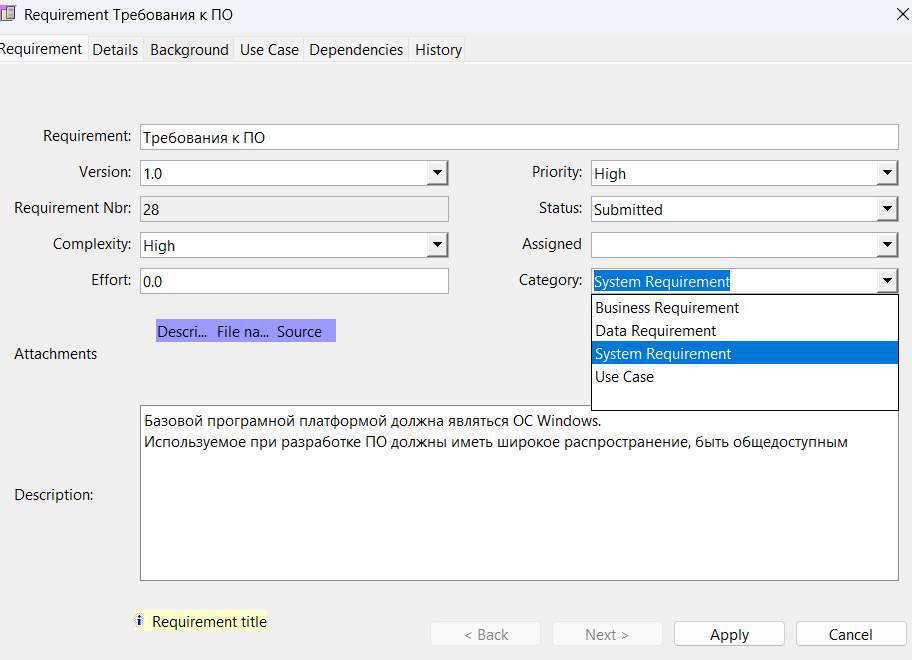 Requirement Требования к ПО
Requirement Details Background Use Case Dependencies History
Requirement: Требования к ПО
Version: 1.0 Priority: High
Requirement Nbr: 28 Status: Submitted
Complexity: High Assigned
Effort: 0.0 Category: System Requirement
Business Requirement
Data Requirement
System Requirement
Use Case
Descri... File na... Source
Attachments
Базовой програмной платформой должна являться ОС Windows.
Используемое при разработке ПО должны иметь широкое распространение, быть общедоступным
Description:
Requirement title
< Back Next > Apply Cancel